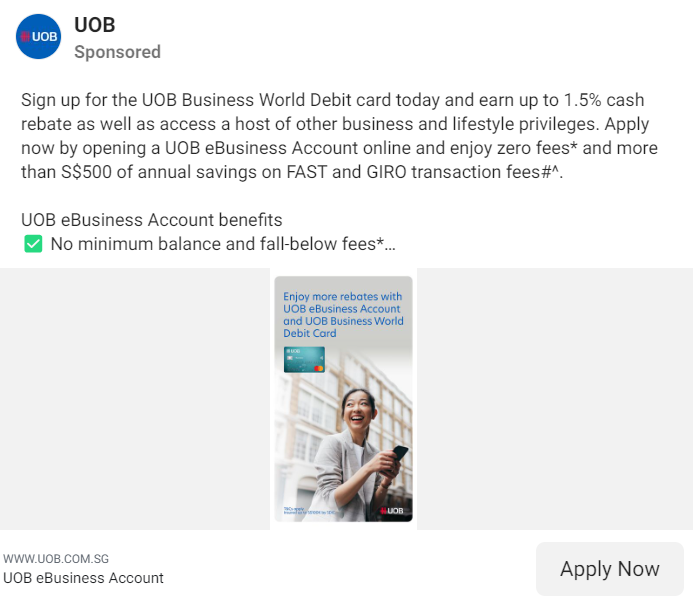 UOB
UOB
Sponsored
Sign up for the UOB Business World Debit card today and earn up to 1.5% cash
rebate as well as access a host of other business and lifestyle privileges. Apply
now by opening a UOB eBusiness Account online and enjoy zero fees* and more
than S$500 of annual savings on FAST and GIRO transaction fees#^.
UOB eBusiness Account benefits
✅ No minimum balance and fall-below fees*…
Enjoy more rebates with
UOB eBusiness Account
and UOB Business World
Debit Card
UOB
UOB
WWW.UOB.COM.SG
UOB eBusiness Account
Apply Now